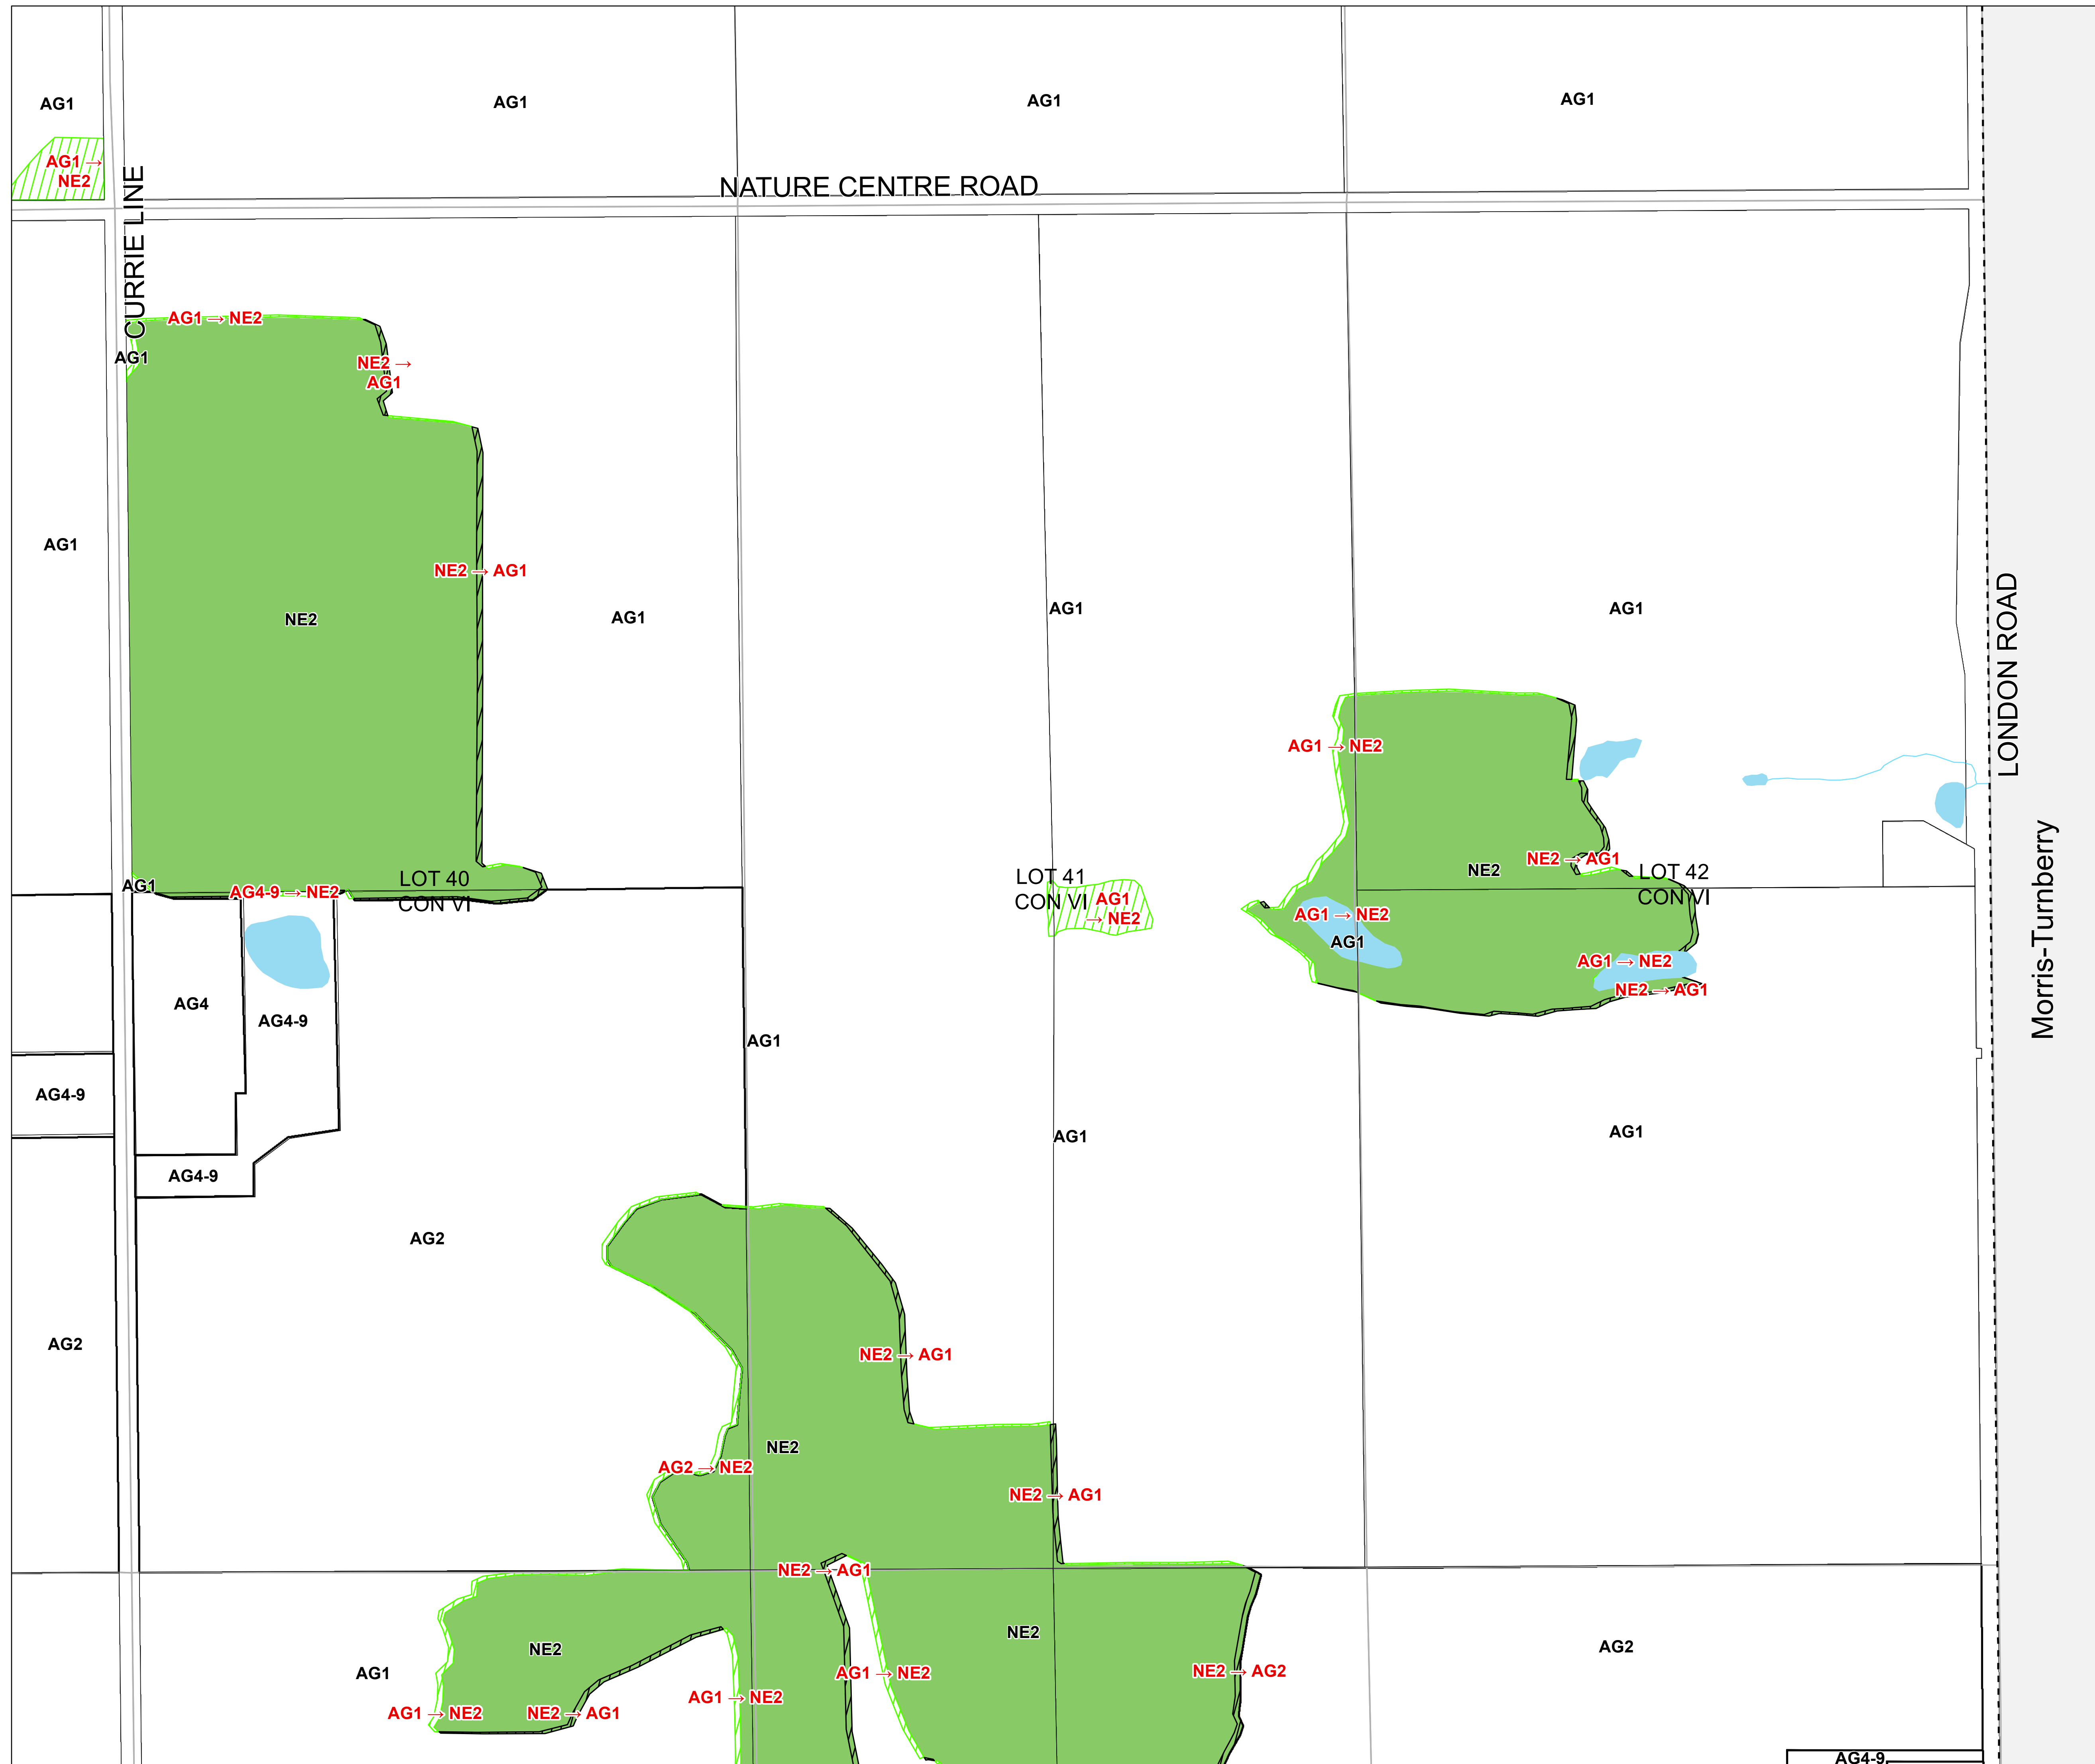 AG1
AG1
AG1
AG1
AG1 →
NE2
NATURE CENTRE ROAD
CURRIE LINE
AG1 → NE2
AG1
NE2 →
AG1
AG1
NE2 → AG1
NE2
AG1
AG1
AG1
LONDON ROAD
AG1 → NE2
NE2 → AG1
NE2
LOT 42
CON VI
LOT 40
CON VI
LOT 41
CON VI
AG1
AG4-9 → NE2
AG1
→ NE2
AG1 → NE2
AG1
AG1 → NE2
NE2 → AG1
Morris-Turnberry
AG4
AG4-9
AG1
AG4-9
AG1
AG1
AG4-9
AG2
AG2
NE2 → AG1
NE2
AG2 → NE2
NE2 → AG1
NE2 → AG1
NE2
NE2
AG1
AG2
AG1 → NE2
NE2 → AG2
AG1 → NE2
AG1 → NE2
NE2 → AG1
AG4-9